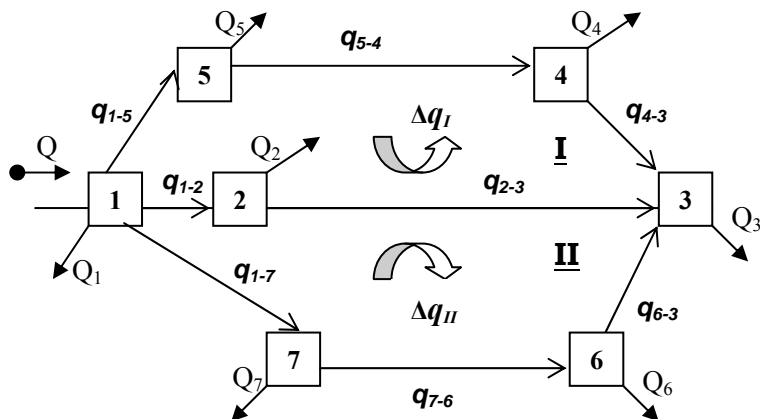 Q₅
q₅₋₄
Q₄
5
4
q₁₋₅
Δq_I
I
q₄₋₃
Q
Q₂
q₁₋₂
q₂₋₃
1
2
3
Q₁
q₁₋₇
II
Q₃
Δq_II
q₆₋₃
7
6
Q₇
q₇₋₆
Q₆